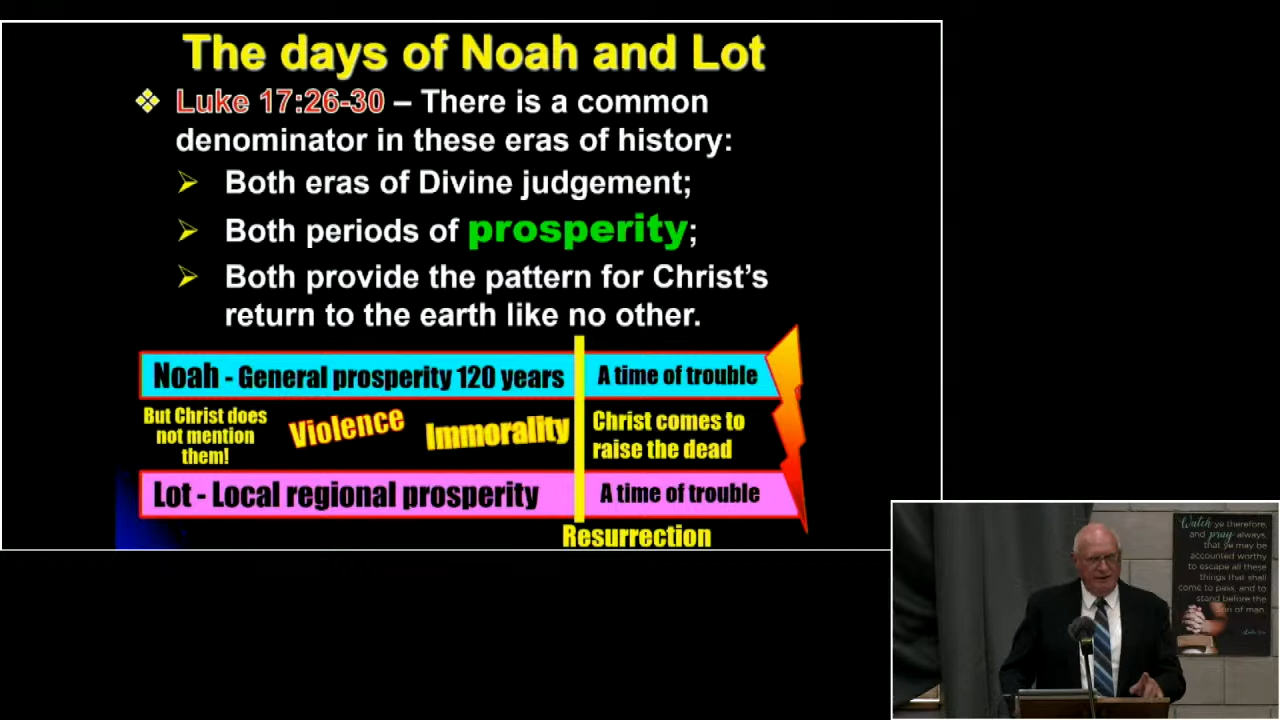 The days of Noah and Lot
Luke 17:26-30 – There is a common
denominator in these eras of history:
Both eras of Divine judgement;
Both periods of prosperity;
Both provide the pattern for Christ's
return to the earth like no other.
Noah - General prosperity 120 years
A time of trouble
But Christ does
not mention
them!
Violence
Immorality
Christ comes to
raise the dead
Lot - Local regional prosperity
A time of trouble
Resurrection
Watch ye therefore,
and pray always,
that ye may be
accounted worthy
to escape all these
things that shall
come to pass, and to
stand before the
Son of man.